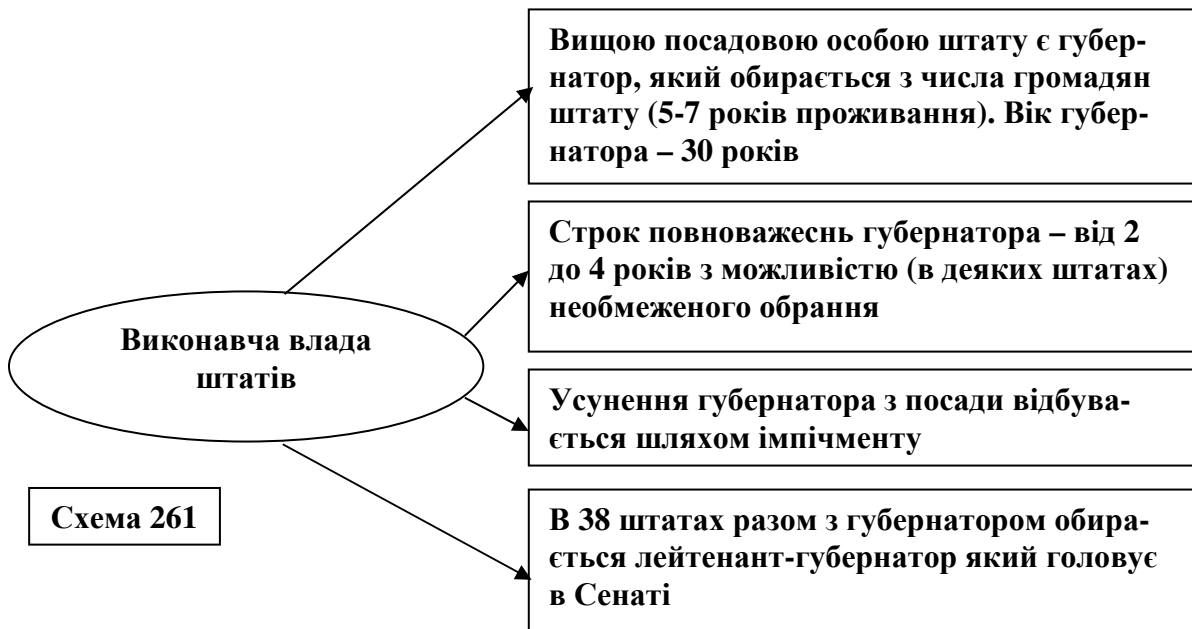 Вищою посадовою особою штату є губер-
натор, який обирається з числа громадян
штату (5-7 років проживання). Вік губер-
натора – 30 років
Строк повноважеснь губернатора – від 2
до 4 років з можливістю (в деяких штатах)
необмеженого обрання
Виконавча влада
штатів
Усунення губернатора з посади відбува-
ється шляхом імпічменту
Схема 261
В 38 штатах разом з губернатором обира-
ється лейтенант-губернатор який головує
в Сенаті